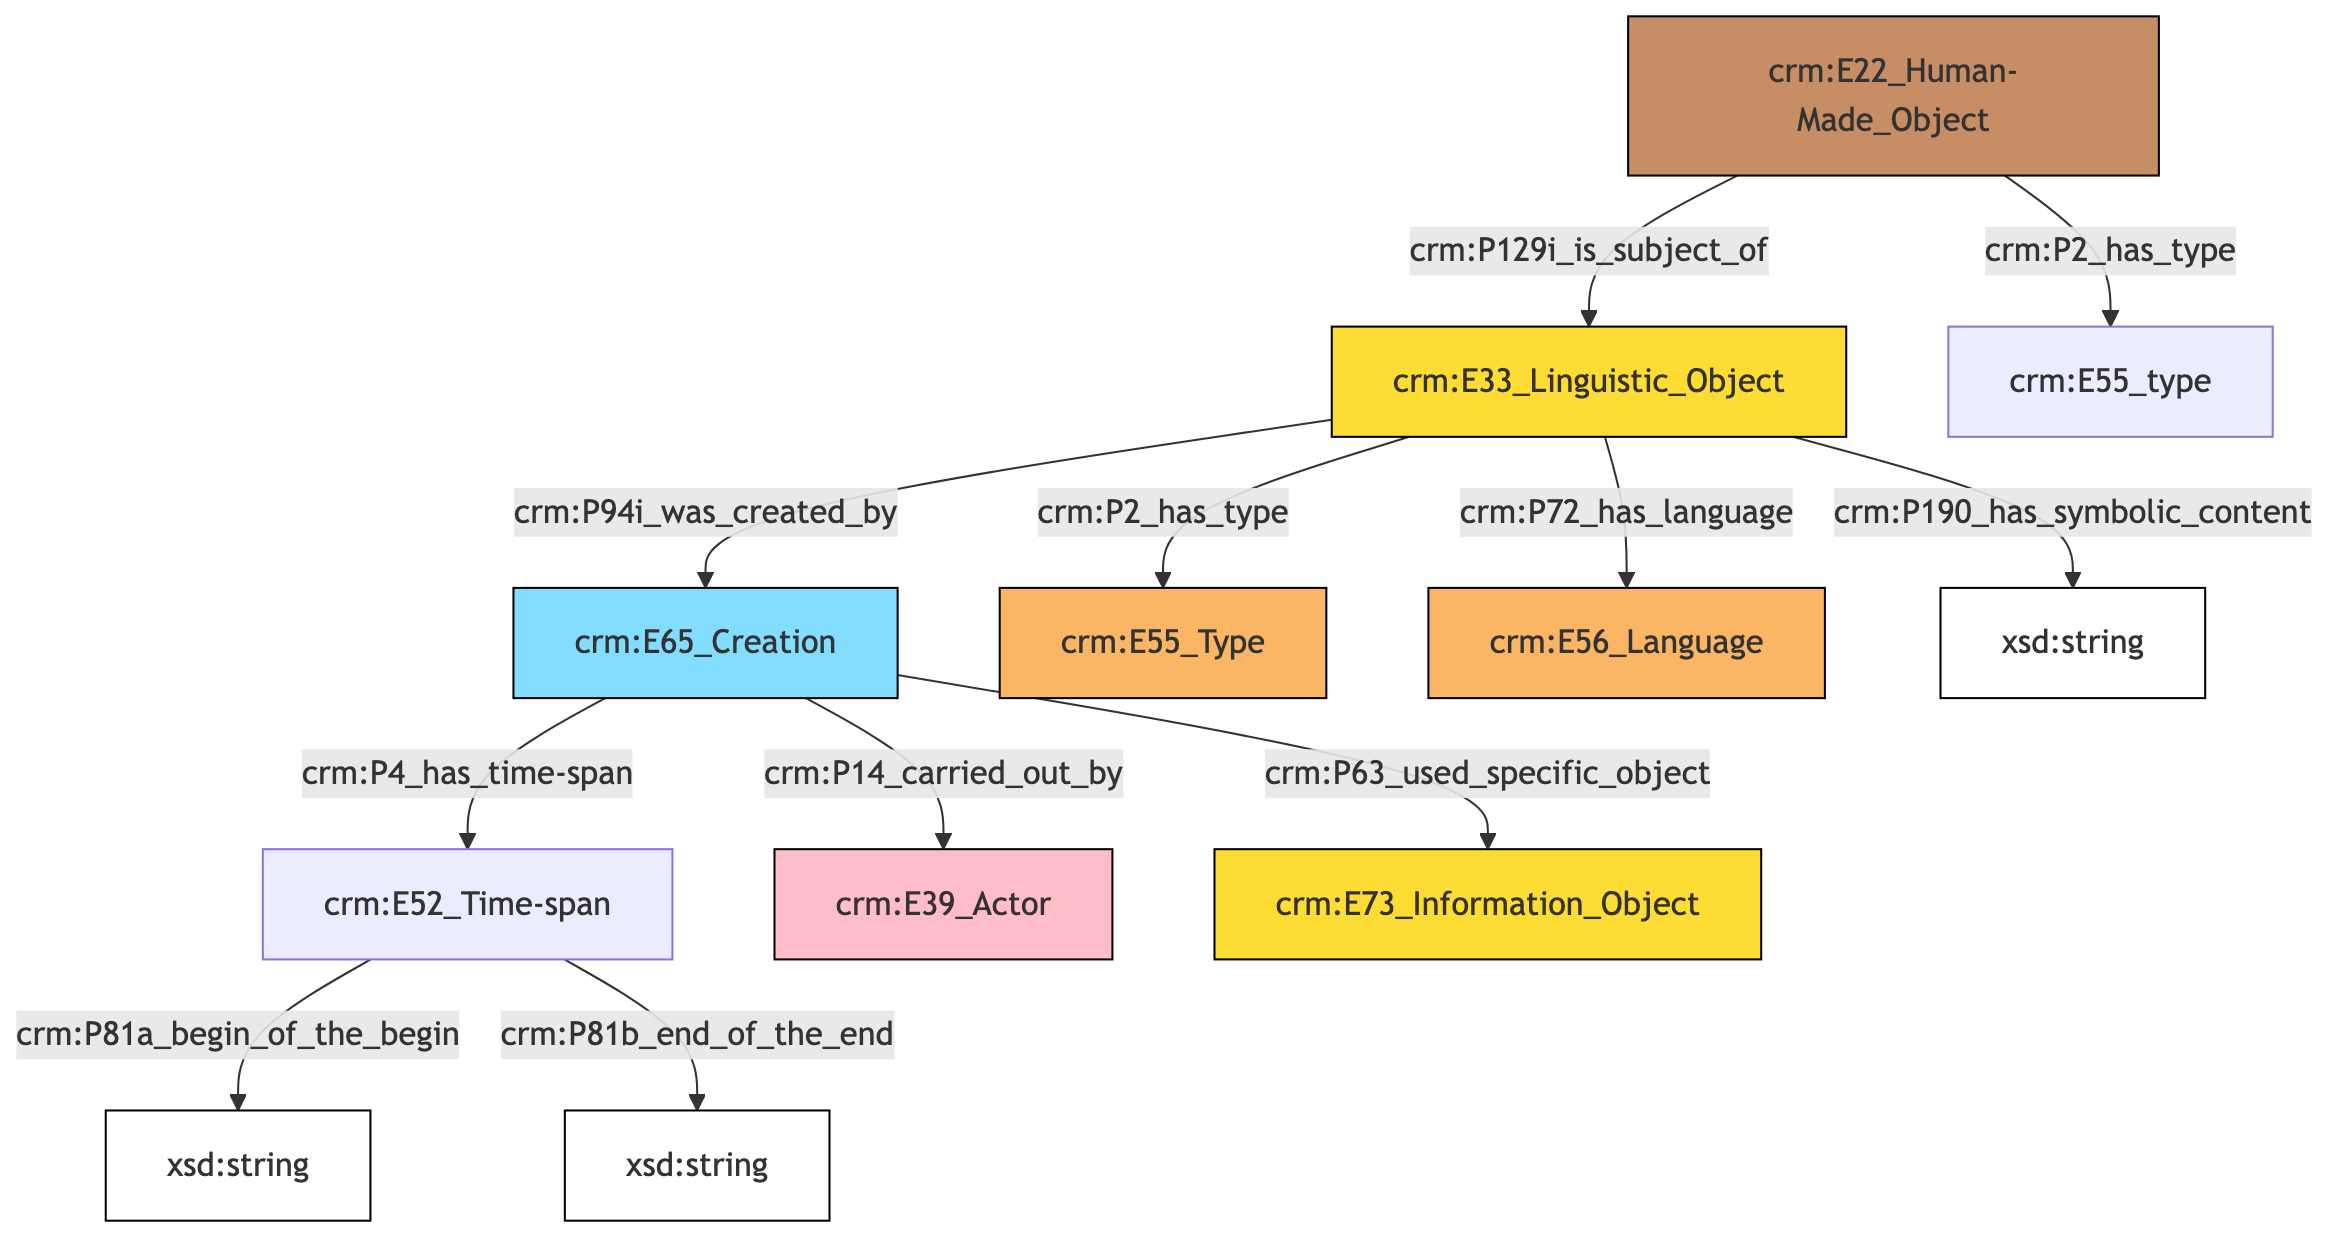 crm:E22_Human-
Made_Object
crm:P129i_is_subject_of
crm:P2_has_type
crm:E33_Linguistic_Object
crm:E55_type
crm:P94i_was_created_by
crm:P2_has_type
crm:P72_has_language
crm:P190_has_symbolic_content
crm:E65_Creation
crm:E55_Type
crm:E56_Language
xsd:string
crm:P4_has_time-span
crm:P14_carried_out_by
crm:P63_used_specific_object
crm:E52_Time-span
crm:E39_Actor
crm:E73_Information_Object
crm:P81a_begin_of_the_begin
crm:P81b_end_of_the_end
xsd:string
xsd:string